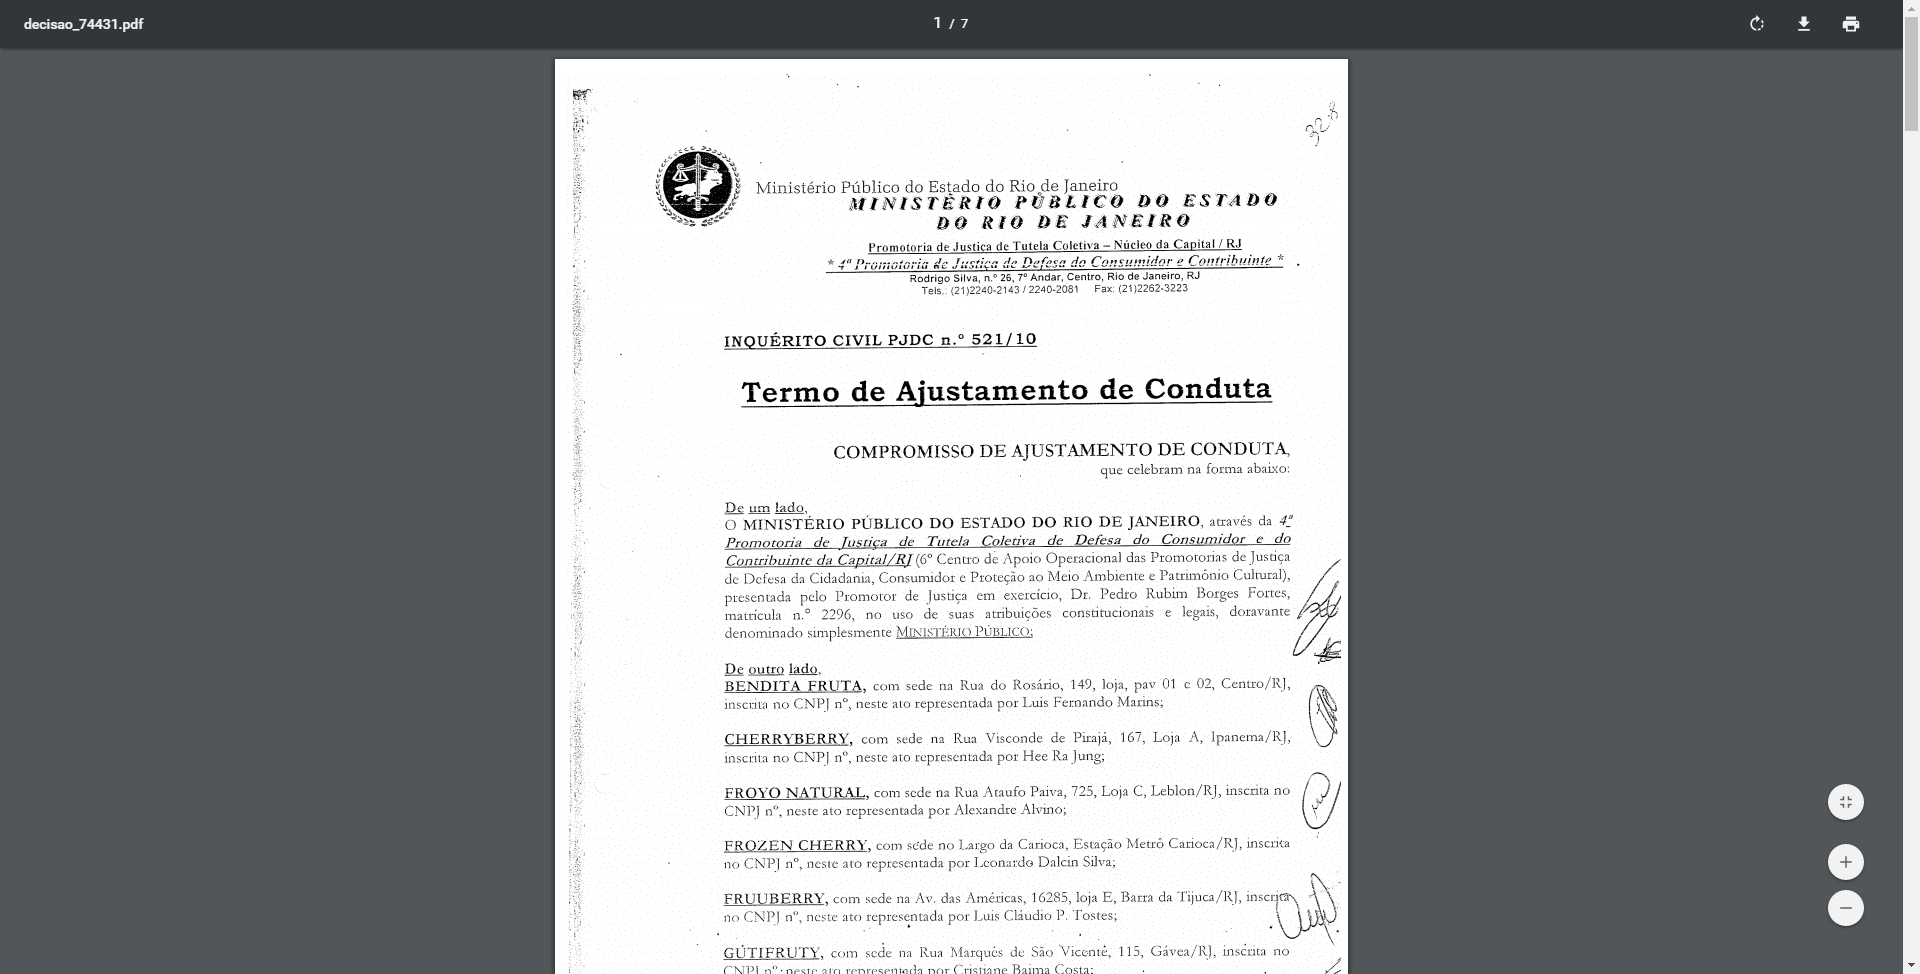 decisao_74431.pdf
1 / 7
328
Ministério Público do Estado do Rio de Janeiro
MINISTÉRIO PÚBLICO DO ESTADO
DO RIO DE JANEIRO
Promotoria de Justiça de Tutela Coletiva – Núcleo da Capital / RJ
* 4ª Promotoria de Justiça de Defesa do Consumidor e Contribuinte *
Rodrigo Silva, n.º 26, 7º Andar, Centro, Rio de Janeiro, RJ
Tels.: (21)2240-2143 / 2240-2081 Fax: (21)2262-3223
INQUÉRITO CIVIL PJDC n.º 521/10
Termo de Ajustamento de Conduta
COMPROMISSO DE AJUSTAMENTO DE CONDUTA,
que celebram na forma abaixo:
De um lado,
O MINISTÉRIO PÚBLICO DO ESTADO DO RIO DE JANEIRO, através da 4ª
Promotoria de Justiça de Tutela Coletiva de Defesa do Consumidor e do
Contribuinte da Capital/RJ (6º Centro de Apoio Operacional das Promotorias de Justiça
de Defesa da Cidadania, Consumidor e Proteção ao Meio Ambiente e Patrimônio Cultural),
presentada pelo Promotor de Justiça em exercício, Dr. Pedro Rubim Borges Fortes,
matrícula n.º 2296, no uso de suas atribuições constitucionais e legais, doravante
denominado simplesmente MINISTÉRIO PÚBLICO;
De outro lado,
BENDITA FRUTA, com sede na Rua do Rosário, 149, loja, pav 01 e 02, Centro/RJ,
inscrita no CNPJ nº, neste ato representada por Luis Fernando Marins;
CHERRYBERRY, com sede na Rua Visconde de Pirajá, 167, Loja A, Ipanema/RJ,
inscrita no CNPJ nº, neste ato representada por Hee Ra Jung;
FROYO NATURAL, com sede na Rua Ataufo Paiva, 725, Loja C, Leblon/RJ, inscrita no
CNPJ nº, neste ato representada por Alexandre Alvino;
FROZEN CHERRY, com sede no Largo da Carioca, Estação Metrô Carioca/RJ, inscrita
no CNPJ nº, neste ato representada por Leonardo Dalcin Silva;
FRUUBERRY, com sede na Av. das Américas, 16285, loja E, Barra da Tijuca/RJ, inscrita
no CNPJ nº, neste ato representada por Luis Cláudio P. Tostes;
GÚTIFRUTY, com sede na Rua Marquês de São Vicente, 115, Gávea/RJ, inscrita no
CNPJ nº, neste ato representada por Cristiane Baima Costa;